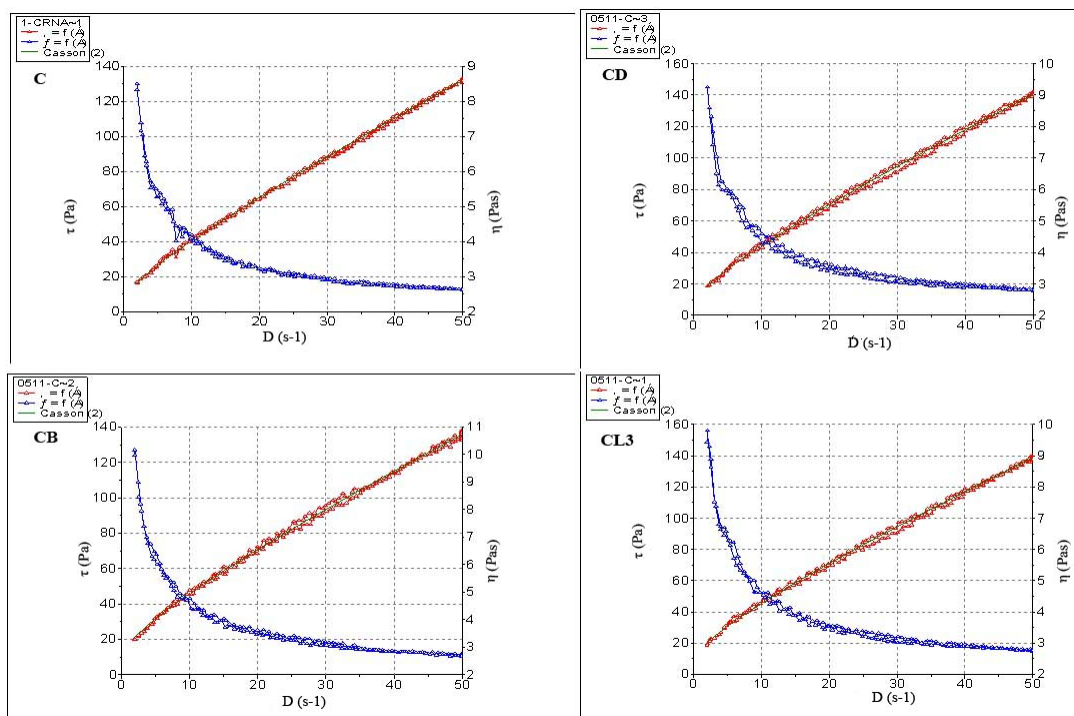 1-CRNA~1
, = f (Á)
ƒ = f (Á)
Casson (2)
C
140
120
100
80
60
40
20
0
τ (Pa)
9
8
7
6
5
4
3
2
η (Pas)
0 10 20 30 40 50
D (s-1)
0511-C~3,
, = f (Á)
ƒ = f (Á)
Casson (2)
CD
160
140
120
100
80
60
40
20
0
τ (Pa)
10
9
8
7
6
5
4
3
2
η (Pas)
0 10 20 30 40 50
D (s-1)
0511-C~2,
, = f (Á)
ƒ = f (Á)
Casson (2)
CB
140
120
100
80
60
40
20
0
τ (Pa)
11
10
9
8
7
6
5
4
3
2
η (Pas)
0 10 20 30 40 50
D (s-1)
0511-C~1,
, = f (Á)
ƒ = f (Á)
Casson (2)
CL3
160
140
120
100
80
60
40
20
0
τ (Pa)
10
9
8
7
6
5
4
3
2
η (Pas)
0 10 20 30 40 50
D (s-1)